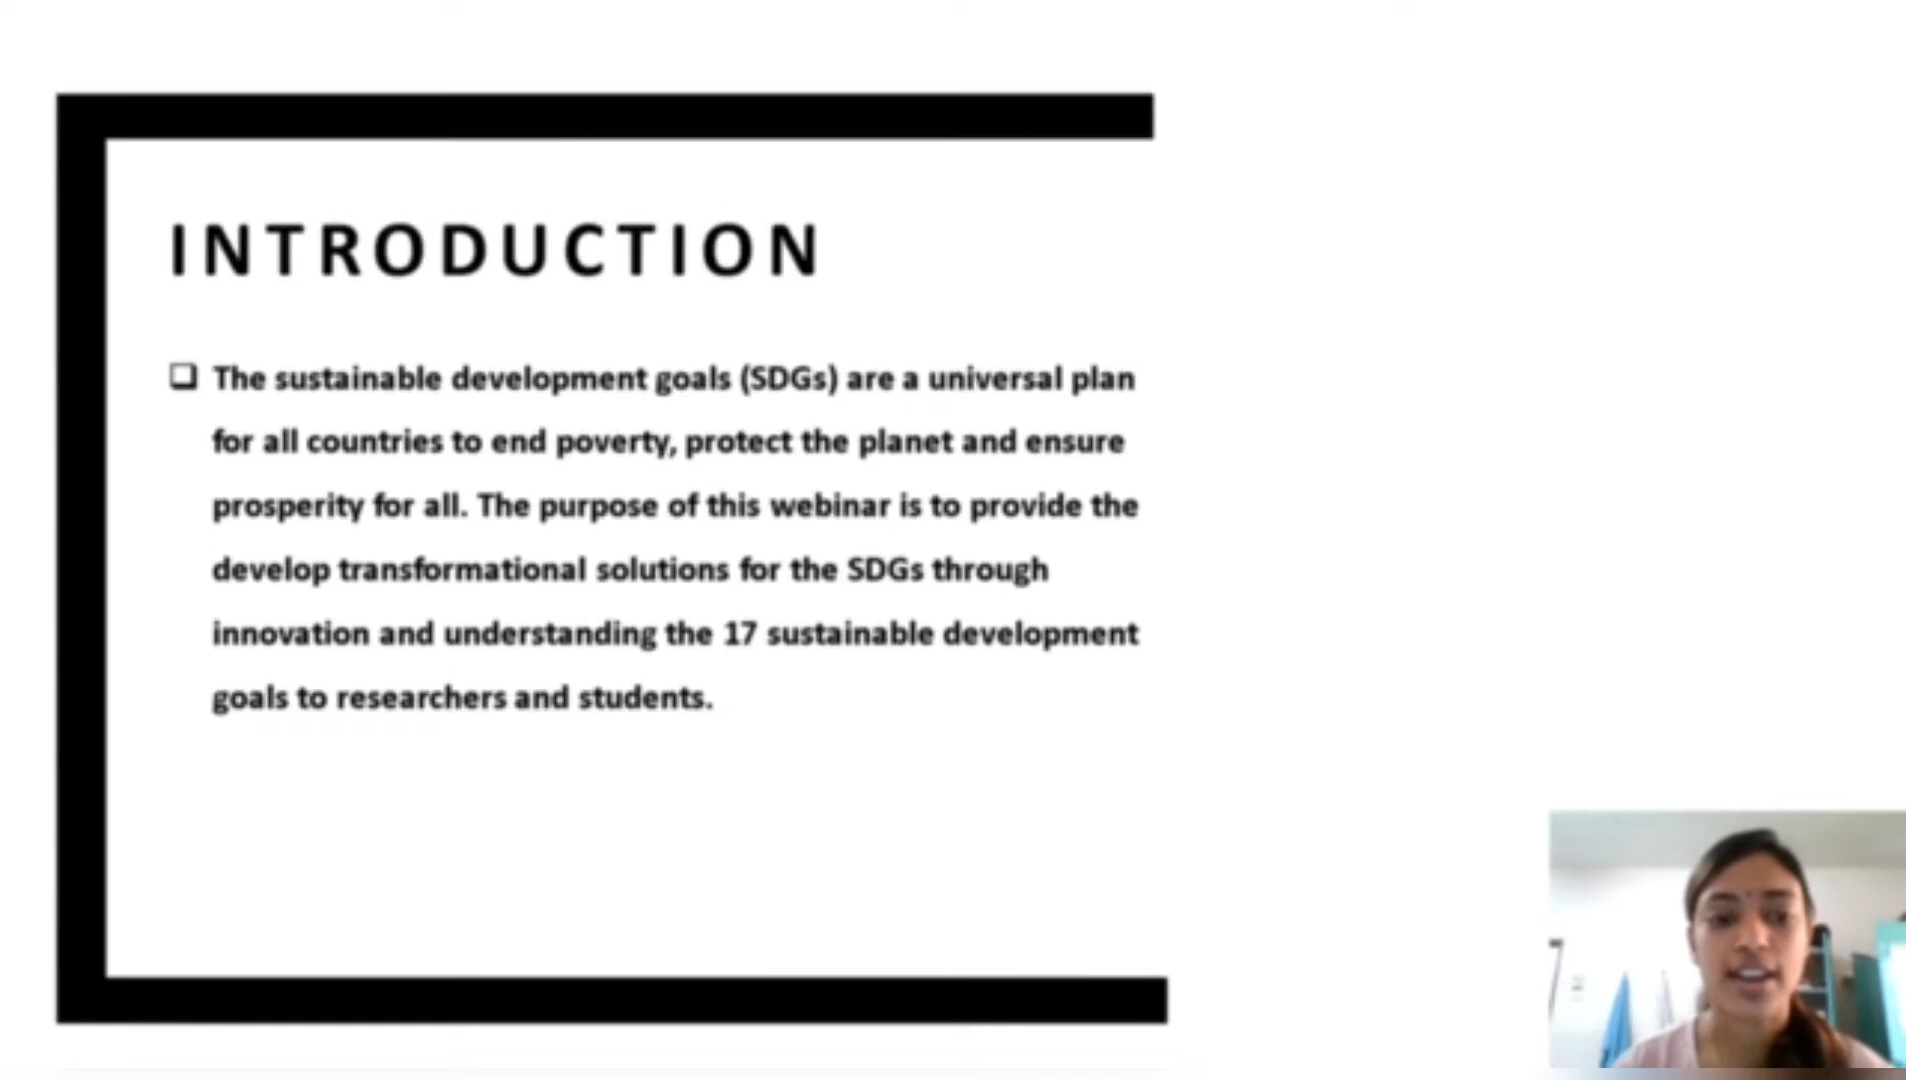 INTRODUCTION
❑ The sustainable development goals (SDGs) are a universal plan
for all countries to end poverty, protect the planet and ensure
prosperity for all. The purpose of this webinar is to provide the
develop transformational solutions for the SDGs through
innovation and understanding the 17 sustainable development
goals to researchers and students.